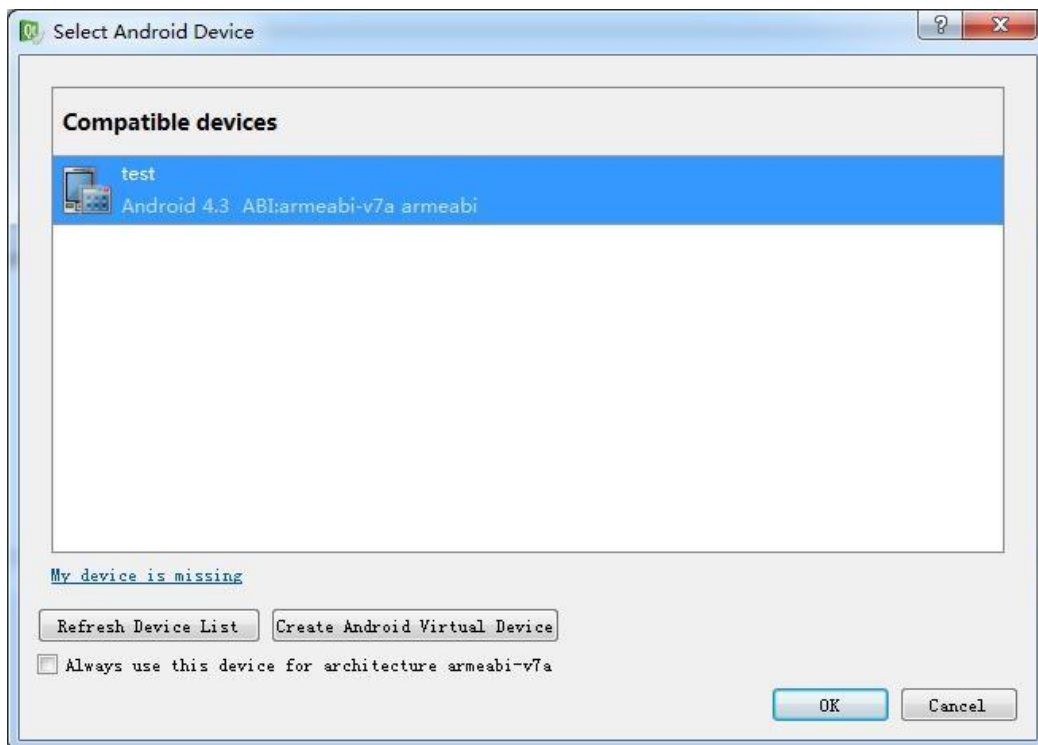 Select Android Device
Compatible devices
test
Android 4.3 ABI:armeabi-v7a armeabi
My device is missing
Refresh Device List
Create Android Virtual Device
Always use this device for architecture armeabi-v7a
OK
Cancel